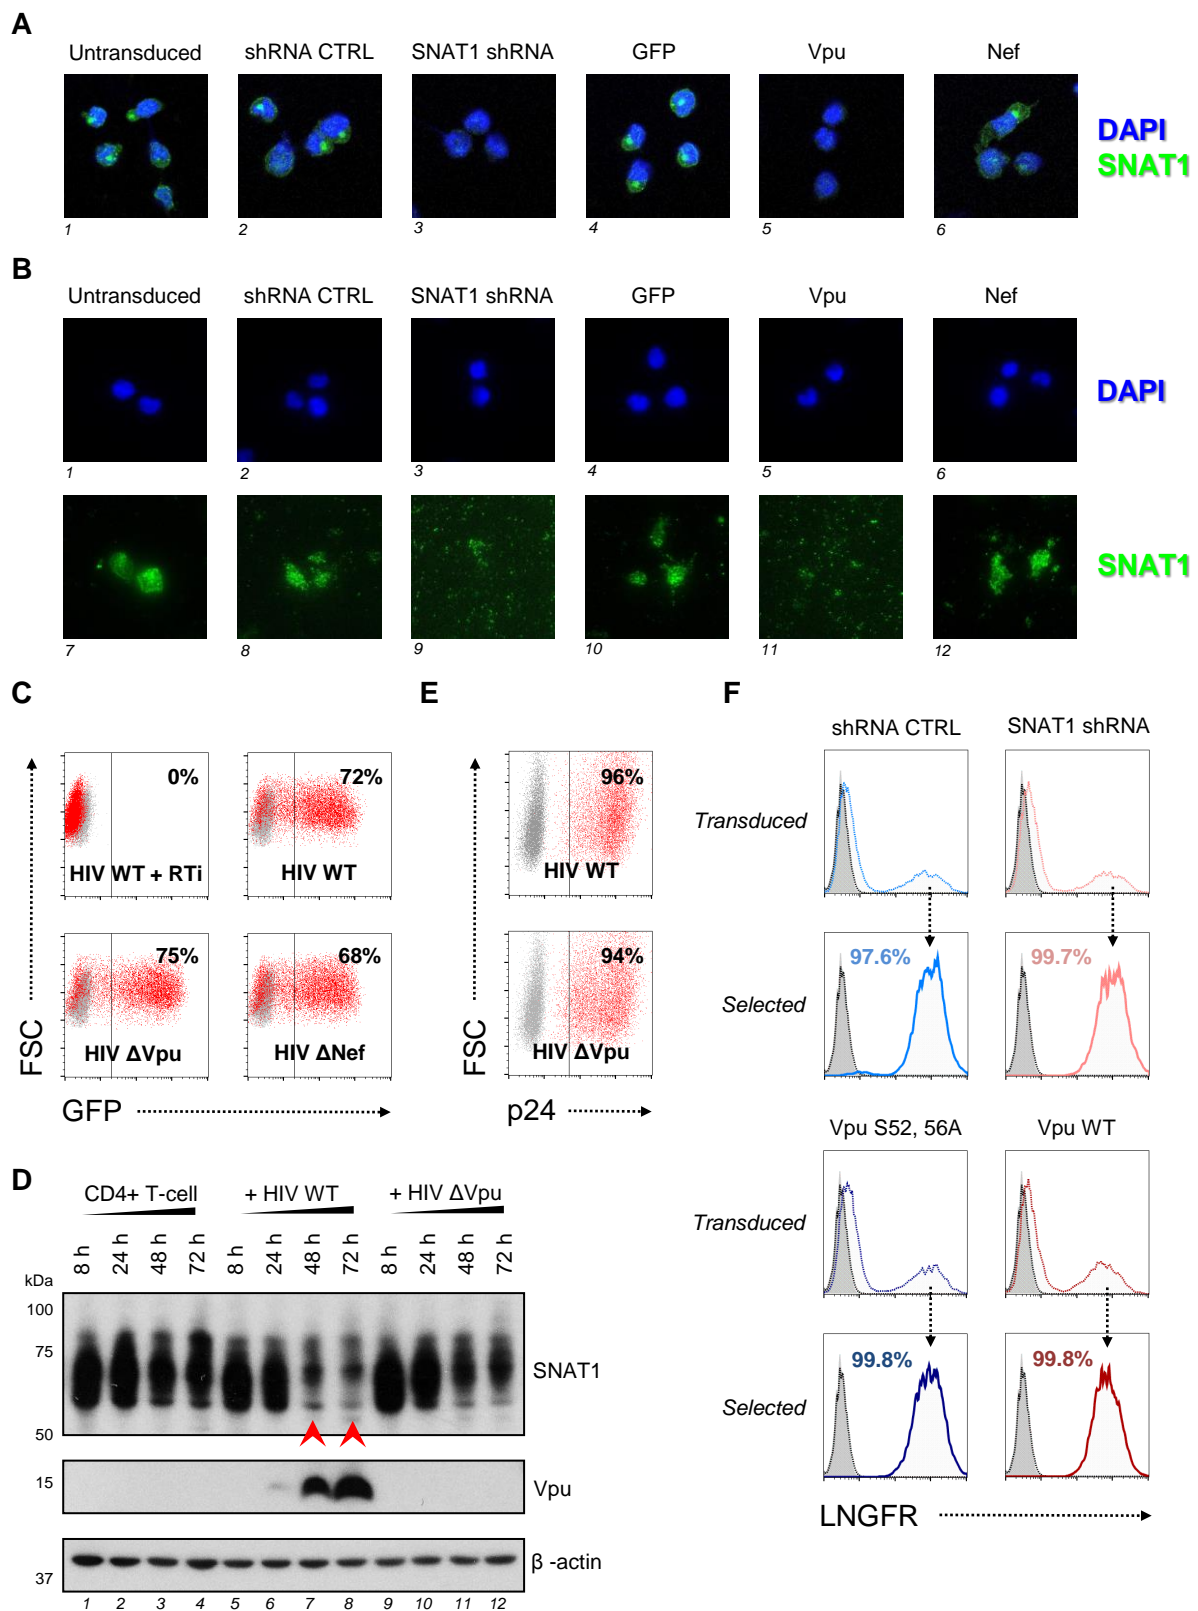 A
Untransduced shRNA CTRL SNAT1 shRNA GFP Vpu Nef
DAPI
SNAT1
1 2 3 4 5 6
B
Untransduced shRNA CTRL SNAT1 shRNA GFP Vpu Nef
DAPI
1 2 3 4 5 6
SNAT1
7 8 9 10 11 12
C
0% 72%
HIV WT + RTi HIV WT
75% 68%
HIV ΔVpu HIV ΔNef
FSC
GFP
E
96%
HIV WT
94%
HIV ΔVpu
FSC
p24
F
shRNA CTRL SNAT1 shRNA
Transduced
97.6% 99.7%
Selected
Vpu S52, 56A Vpu WT
Transduced
99.8% 99.8%
Selected
LNGFR
D
CD4+ T-cell + HIV WT + HIV ΔVpu
8 h 24 h 48 h 72 h 8 h 24 h 48 h 72 h 8 h 24 h 48 h 72 h
kDa
100
75
SNAT1
50
15 Vpu
β -actin
37
1 2 3 4 5 6 7 8 9 10 11 12